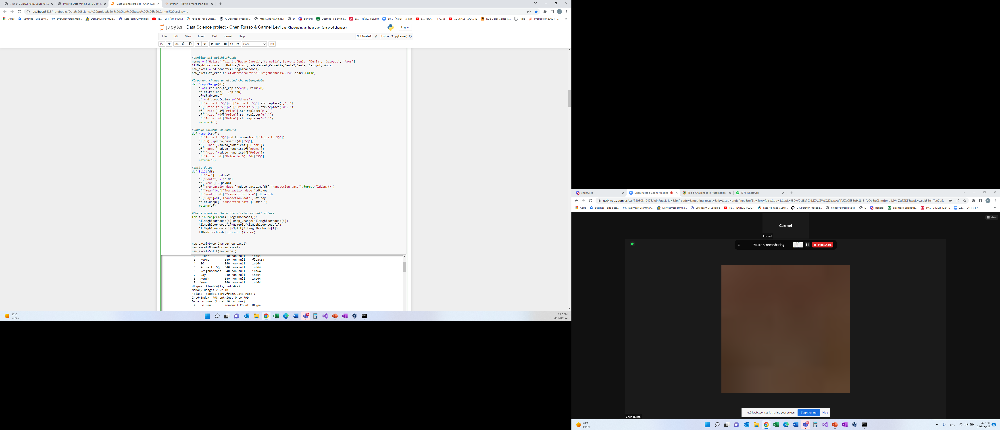 intro to Data mining
Data Science project - Chen Rus
python - Plotting more than one
localhost:8888/notebooks/Data%20Science%20project%20-%20Chen%20Russo%20%26%20Carmel%20Levi.ipynb
Apps
Settings - Site Setti...
Everyday Grammar:...
DerivativesFormula...
Lets learn C: varialbe
TE... - הטכניון מלמדים
Face-to-Face Custo...
C Operator Precede...
https://portal.hit.ac.il
פ
general
Desmos | Scientific...
Sy... - מחשבון גבולות
Zo... - חדו"א 1-תרגיל
e,... אינפי 1 - המספר
2... מתמטיקה בדידה
RGB Color Codes C...
Algo
Probability 20021 -...
»
jupyter Data Science project - Chen Russo & Carmel Levi Last Checkpoint: an hour ago (unsaved changes)
Logout
File Edit View Insert Cell Kernel Help
Not Trusted
Python 3 (ipykernel)
Run
Code
#Combine all neighborhoods
names = ['Halisa','Vizni','Hadar Carmel','Carmelia','Savyoni Denia','Denia', 'Galoyot', 'Amos']
AllNeghiborhoods = [Halisa,Vizni,HadarCarmel,Carmelia,Denia2,Denia, Galoyot, Amos]
new_excel = pd.concat(AllNeghiborhoods)
new_excel.to_excel(r'C:\Users\calevi\AllNeighborhoods.xlsx',index=False)
#Drop and change unrelated characters/data
def Drop_Change(df):
df=df.replace(to_replace='ק', value=0)
df=df.replace('-',np.NaN)
df=df.dropna()
df = df.drop(columns='Address')
df['Price to SQ']=df['Price to SQ'].str.replace(',','')
df['Price to SQ']=df['Price to SQ'].str.replace('₪','')
df['Price']=df['Price'].str.replace('₪','')
df['Price']=df['Price'].str.replace('א׳','')
df['Price']=df['Price'].str.replace('מ׳','')
return (df)
#Change columns to numeric
def Numeric(df):
df['Price to SQ']=pd.to_numeric(df['Price to SQ'])
df['SQ']=pd.to_numeric(df['SQ'])
df['Floor']=pd.to_numeric(df['Floor'])
df['Rooms']=pd.to_numeric(df['Rooms'])
df['Price']=pd.to_numeric(df['Price'])
df['Price']=df['Price to SQ']*df['SQ']
return(df)
#Split dates
def Split(df):
df["Day"] = pd.NaT
df["Month"] = pd.NaT
df["Year"] = pd.NaT
df['Transaction date']=pd.to_datetime(df['Transaction date'],format='%d.%m.%Y')
df['Year']=df['Transaction date'].dt.year
df['Month']=df['Transaction date'].dt.month
df['Day']=df['Transaction date'].dt.day
df=df.drop(['Transaction date'], axis=1)
return(df)
#Check wheather there are missing or null values
for i in range(len(AllNeghiborhoods)):
AllNeghiborhoods[i]=Drop_Change(AllNeghiborhoods[i])
AllNeghiborhoods[i]=Numeric(AllNeghiborhoods[i])
AllNeghiborhoods[i]=Split(AllNeghiborhoods[i])
llNeghiborhoods[i].isnull().sum()
new_excel=Drop_Change(new_excel)
new_excel=Numeric(new_excel)
new_excel=Split(new_excel)
2 Floor 340 non-null int64
3 Rooms 340 non-null float64
4 SQ 340 non-null int64
5 Price to SQ 340 non-null int64
6 Neighborhood 340 non-null int64
7 Day 340 non-null int64
8 Month 340 non-null int64
9 Year 340 non-null int64
dtypes: float64(1), int64(9)
memory usage: 29.2 KB
<class 'pandas.core.frame.DataFrame'>
Int64Index: 798 entries, 0 to 799
Data columns (total 10 columns):
# Column Non-Null Count Dtype
--- ------ -------------- -----
20°C
Sunny
6:27 PM
24-May-22
chenrusso
Chen Russo's Zoom Meeting
Top 5 Challenges in Automation
(37) WhatsApp
us04web.zoom.us/wc/78080319476/join?track_id=&jmf_code=&meeting_result=&tk=&cap=undefined&refTK=&rn=false&po=1&epk=
Apps
Settings - Site Setti...
Everyday Grammar:...
DerivativesFormula...
Lets learn C: varialbe
TE... - הטכניון מלמדים
Face-to-Face Custo...
C Operator Precede...
https://portal.hit.ac.il
פ
general
Desmos | Scientific...
Sy... - מחשבון גבולות
Zo... - חדו"א 1-תרגיל
»
View
Carmel
Carmel
You're screen sharing
Stop Share
us04web.zoom.us is sharing your screen.
Stop sharing
Hide
Chen Russo
20°C
Sunny
ENG
6:27 PM
24-May-22
22